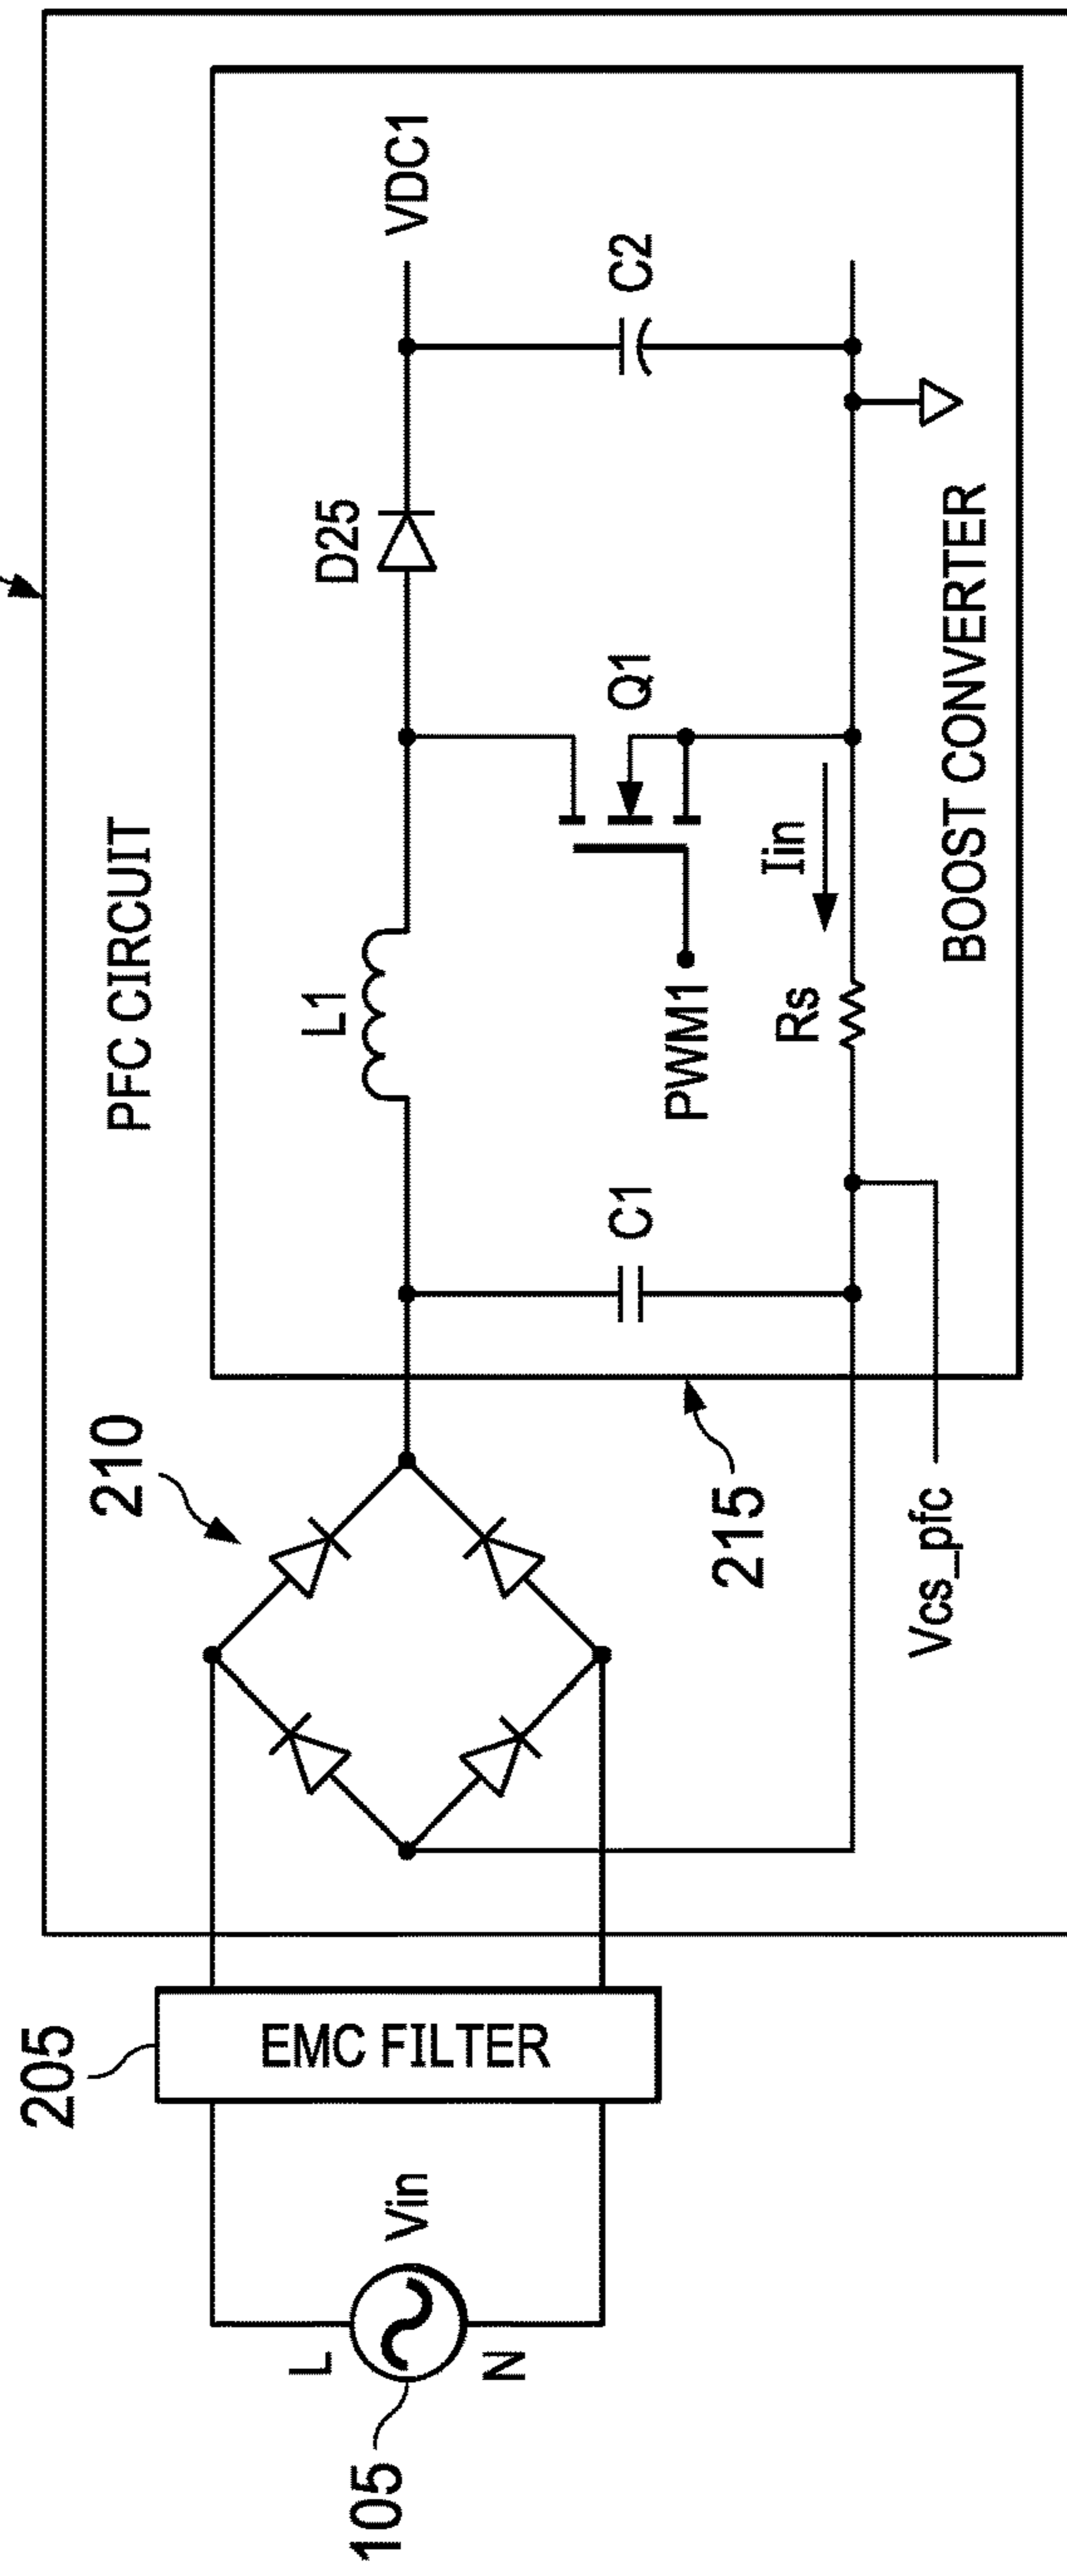 PFC CIRCUIT
210
L1
D25
VDC1
205
EMC FILTER
L
Vin
N
105
C1
Q1
C2
PWM1
Iin
Rs
215
Vcs_pfc
BOOST CONVERTER